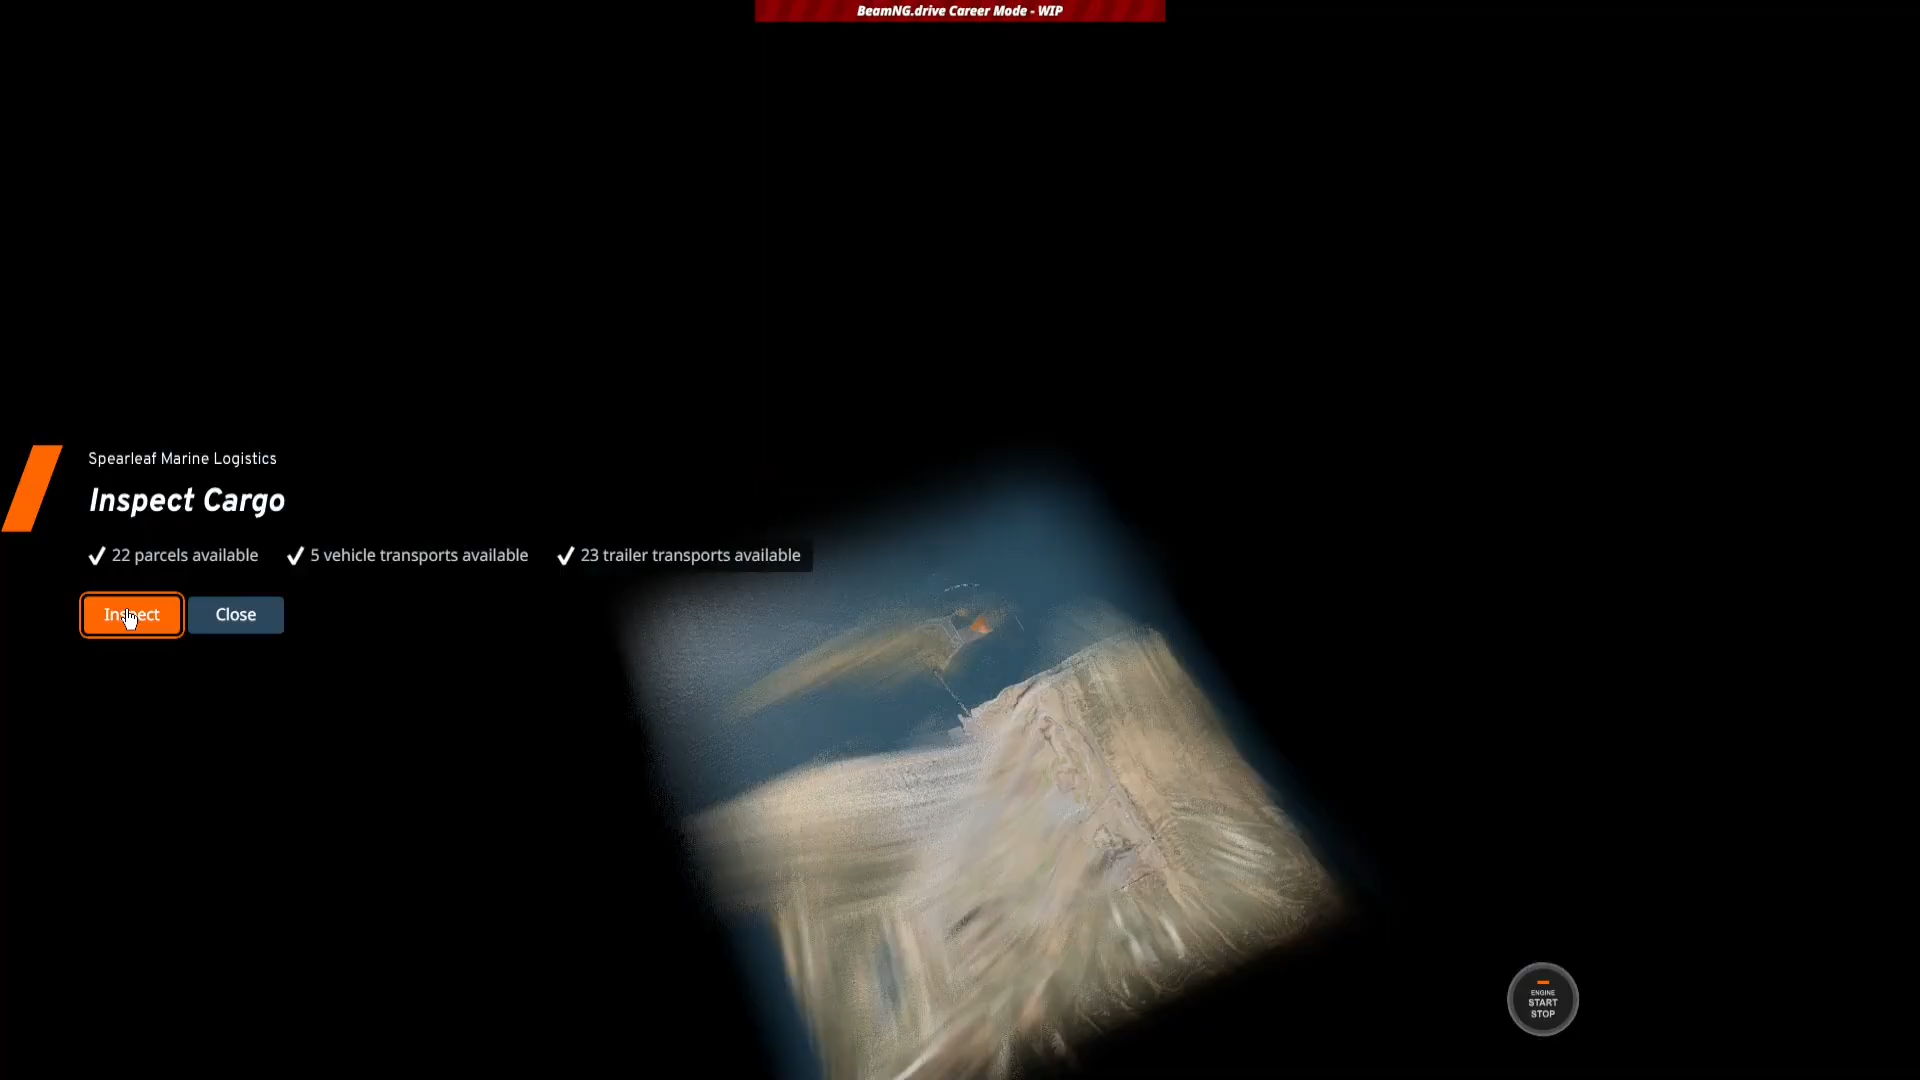 BeamNG.drive Career Mode - WIP
Spearleaf Marine Logistics
Inspect Cargo
22 parcels available 5 vehicle transports available 23 trailer transports available
Inspect Close
ENGINE
START
STOP